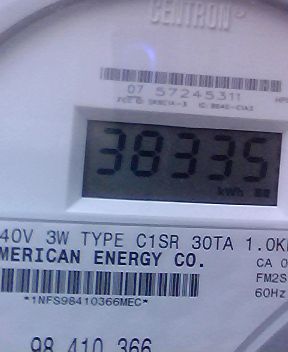 CENTRON
07 57245311
38335
kWh
40V 3W TYPE C1SR 30TA 1.0K
MERICAN ENERGY CO.
CA 0
FM2S
*1NFS98410366MEC*
60Hz
98 410 366